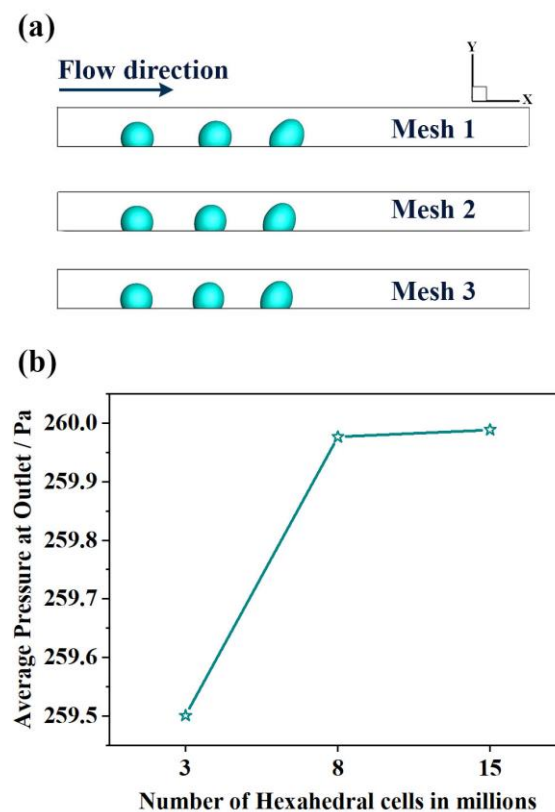 (a)
Flow direction
Y
X
Mesh 1
Mesh 2
Mesh 3
(b)
Average Pressure at Outlet / Pa
260.0
259.9
259.8
259.7
259.6
259.5
3 8 15
Number of Hexahedral cells in millions